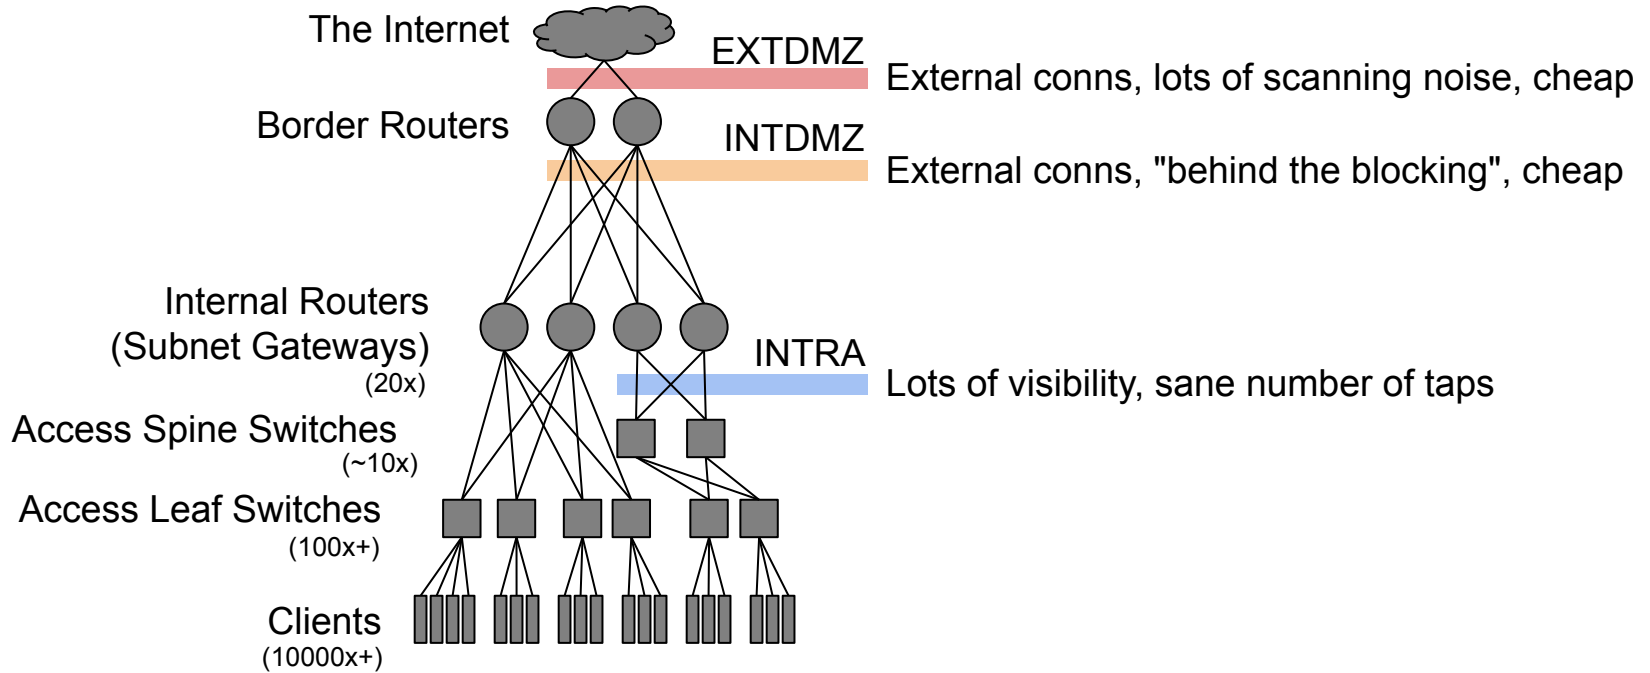 The Internet
EXTDMZ
External conns, lots of scanning noise, cheap
Border Routers
INTDMZ
External conns, "behind the blocking", cheap
Internal Routers
(Subnet Gateways)
(20x)
INTRA
Lots of visibility, sane number of taps
Access Spine Switches
(~10x)
Access Leaf Switches
(100x+)
Clients
(10000x+)